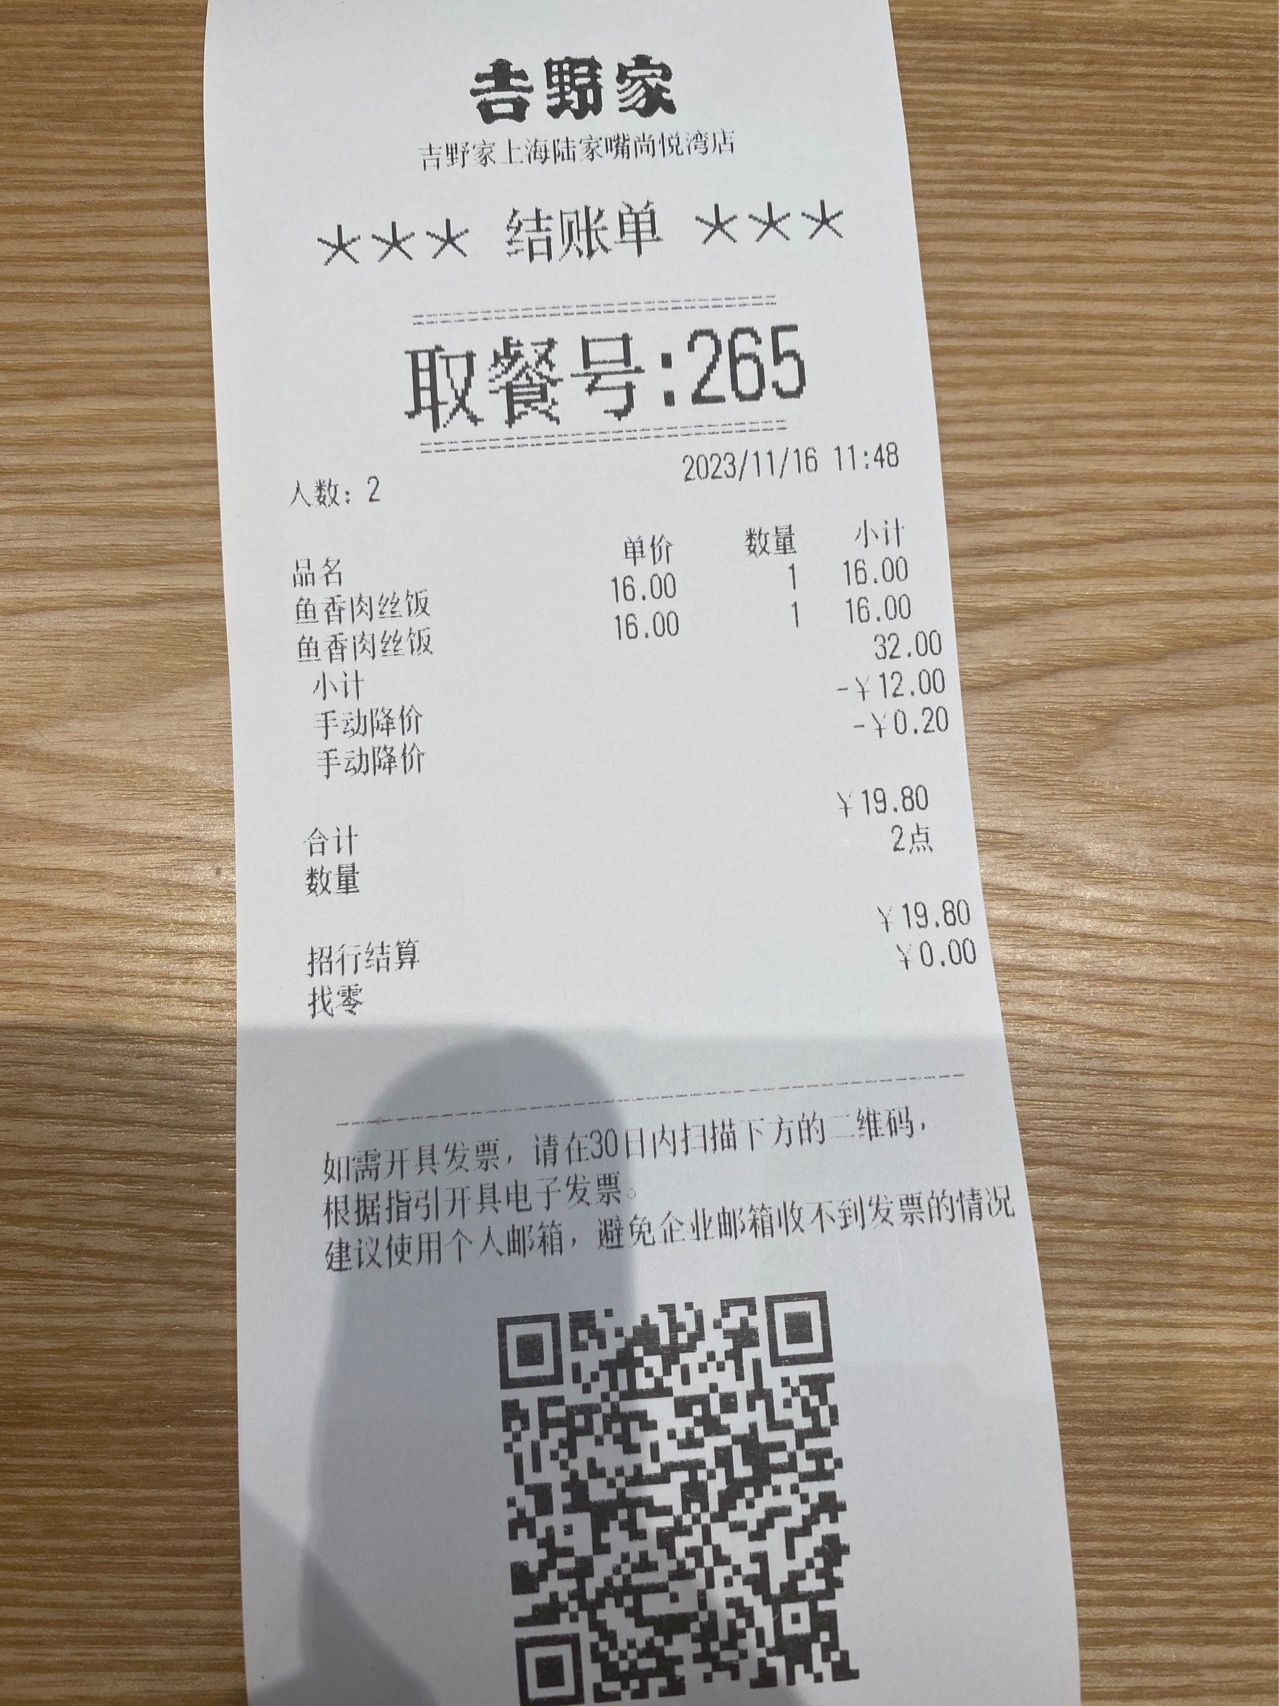 吉野家
吉野家上海陆家嘴尚悦湾店
*** 结账单 ***
取餐号:265
2023/11/16 11:48
人数: 2
品名 单价 数量 小计
鱼香肉丝饭 16.00 1 16.00
鱼香肉丝饭 16.00 1 16.00
小计 32.00
手动降价 -¥12.00
手动降价 -¥0.20
合计 ¥19.80
数量 2点
招行结算 ¥19.80
找零 ¥0.00
如需开具发票，请在30日内扫描下方的二维码，
根据指引开具电子发票。
建议使用个人邮箱，避免企业邮箱收不到发票的情况